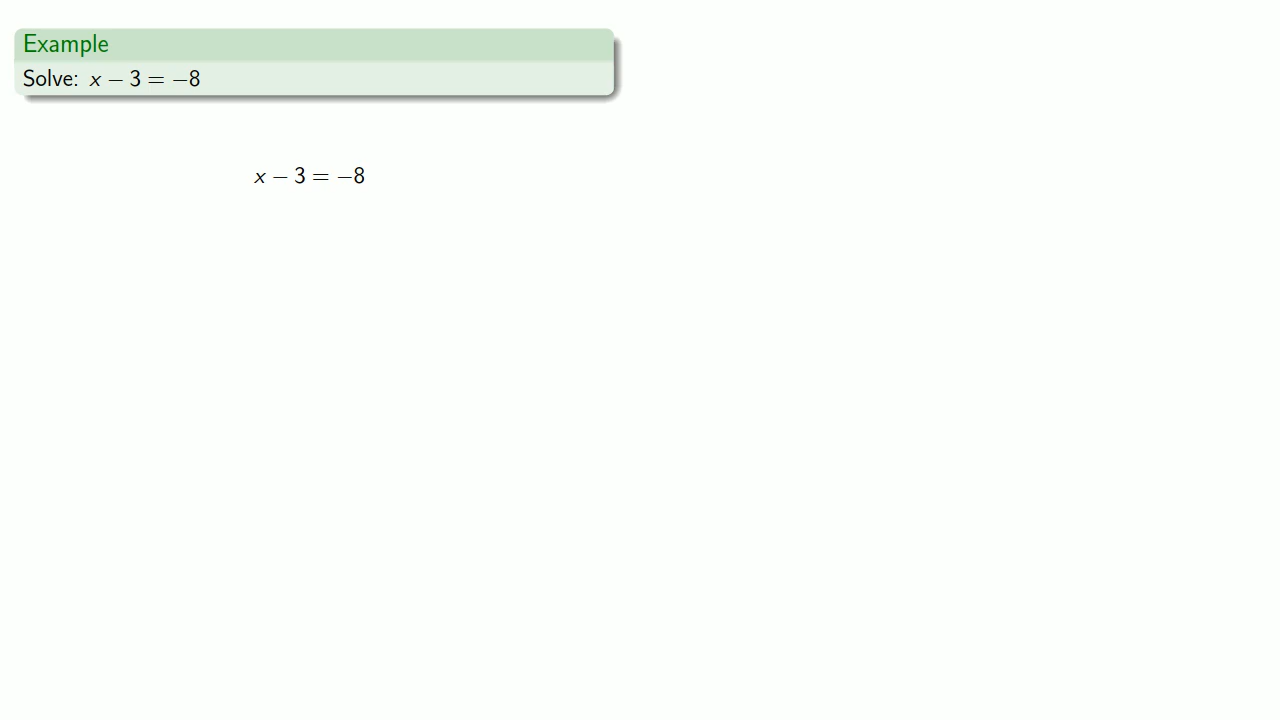 Example
Solve: x − 3 = −8
x − 3 = −8